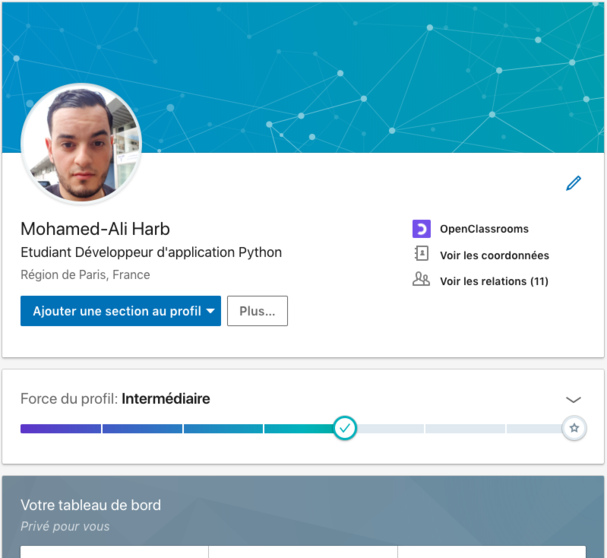 Mohamed-Ali Harb
Etudiant Développeur d'application Python
Région de Paris, France
Ajouter une section au profil
Plus...
OpenClassrooms
Voir les coordonnées
Voir les relations (11)
Force du profil: Intermédiaire
Votre tableau de bord
Privé pour vous